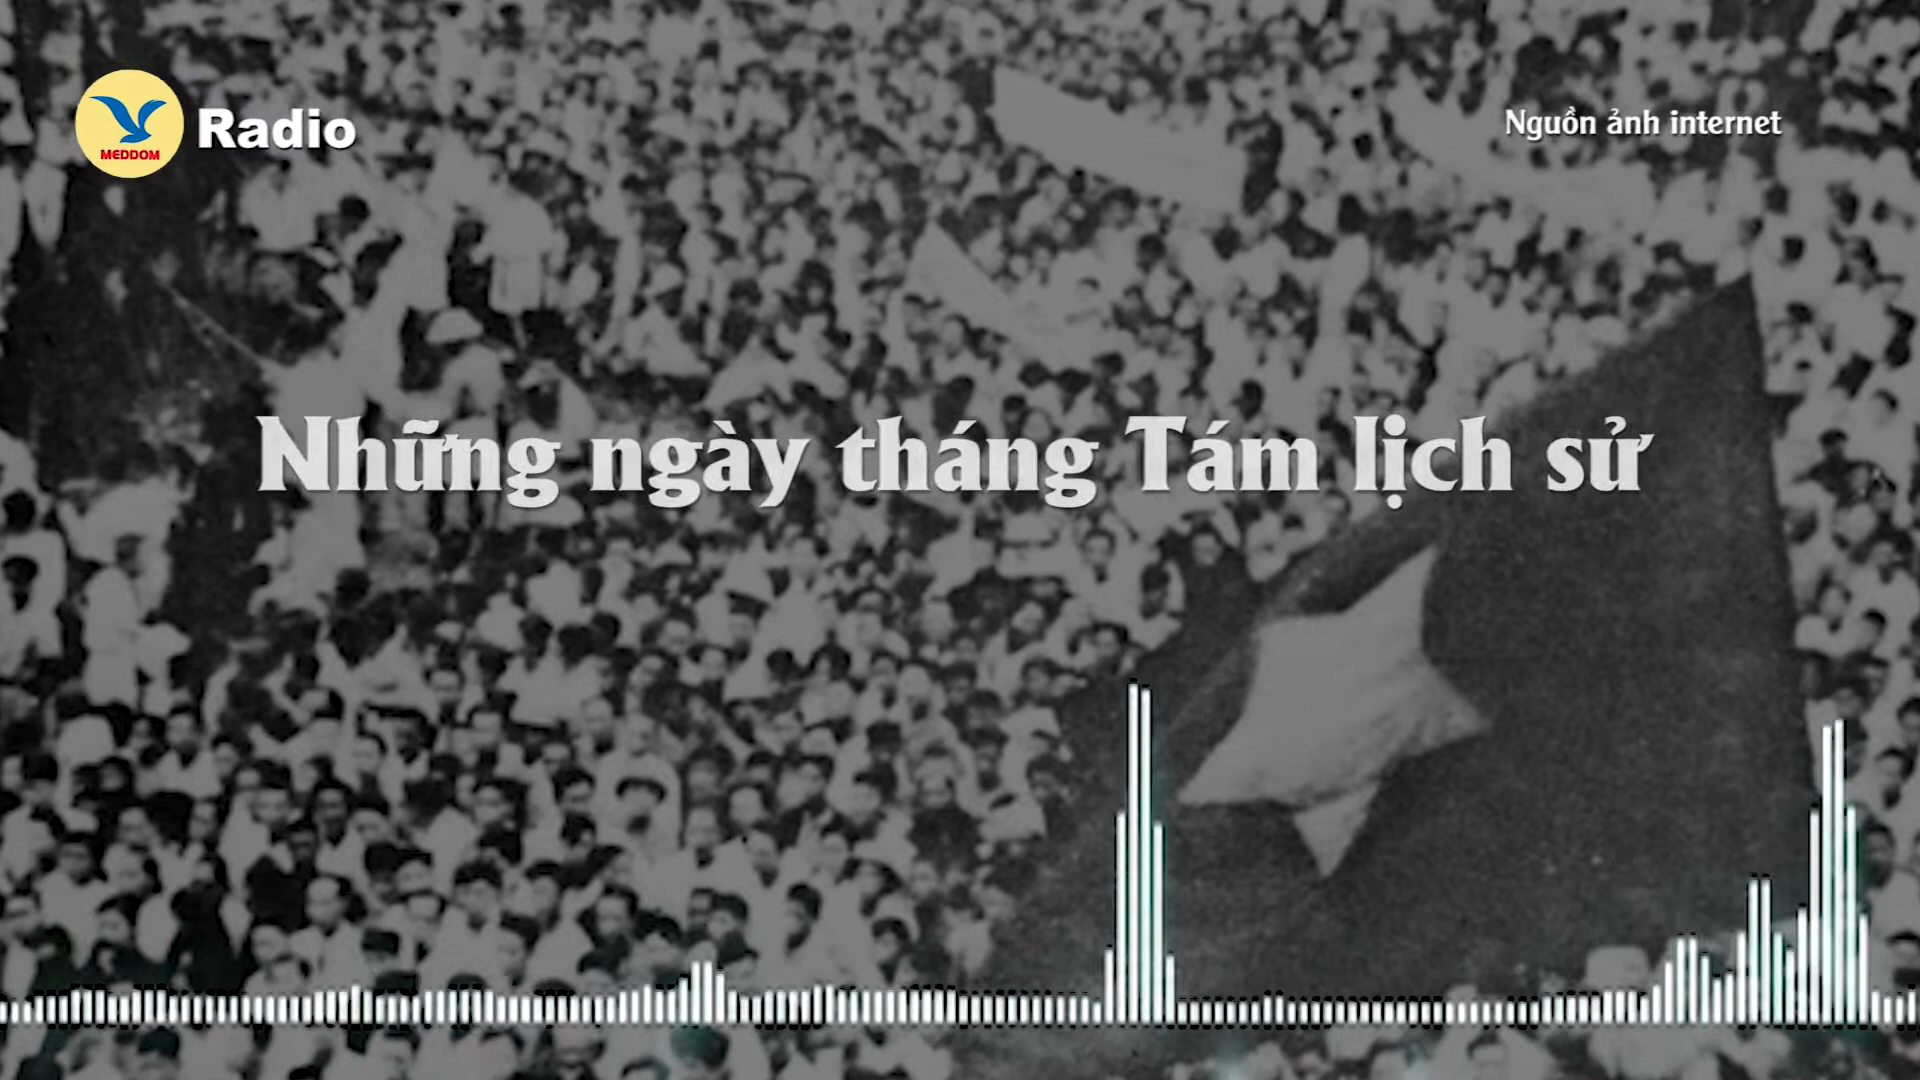 MEDDOM
Radio
Nguồn ảnh internet
Những ngày tháng Tám lịch sử